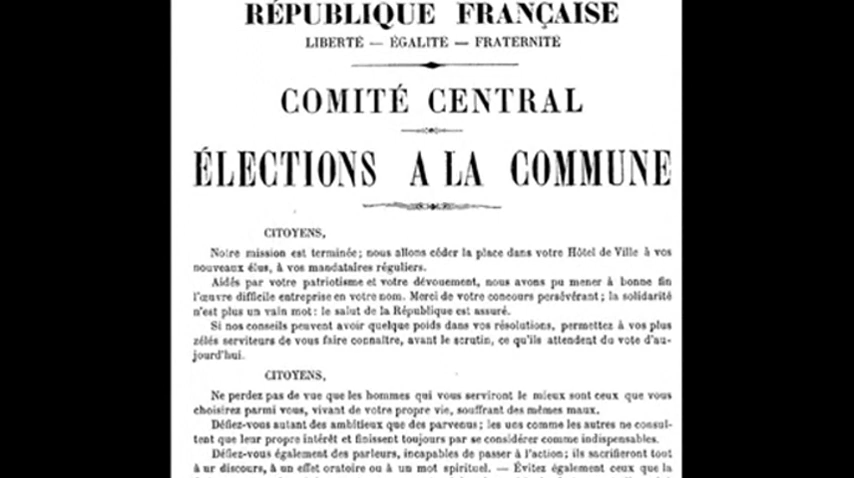 RÉPUBLIQUE FRANÇAISE
LIBERTÉ — ÉGALITÉ — FRATERNITÉ
COMITÉ CENTRAL
ÉLECTIONS A LA COMMUNE
CITOYENS,
Notre mission est terminée; nous allons céder la place dans votre Hôtel de Ville à vos
nouveaux élus, à vos mandataires réguliers.
Aidés par votre patriotisme et votre dévouement, nous avons pu mener à bonne fin
l'œuvre difficile entreprise en votre nom. Merci de votre concours persévérant; la solidarité
n'est plus un vain mot: le salut de la République est assuré.
Si nos conseils peuvent avoir quelque poids dans vos résolutions, permettez à vos plus
zélés serviteurs de vous faire connaître, avant le scrutin, ce qu'ils attendent du vote d'au-
jourd'hui.
CITOYENS,
Ne perdez pas de vue que les hommes qui vous serviront le mieux sont ceux que vous
choisirez parmi vous, vivant de votre propre vie, souffrant des mêmes maux.
Défiez-vous autant des ambitieux que des parvenus; les uns comme les autres ne consul-
tent que leur propre intérêt et finissent toujours par se considérer comme indispensables.
Défiez-vous également des parleurs, incapables de passer à l'action; ils sacrifieront tout
à ur discours, à un effet oratoire ou à un mot spirituel. — Évitez également ceux que la